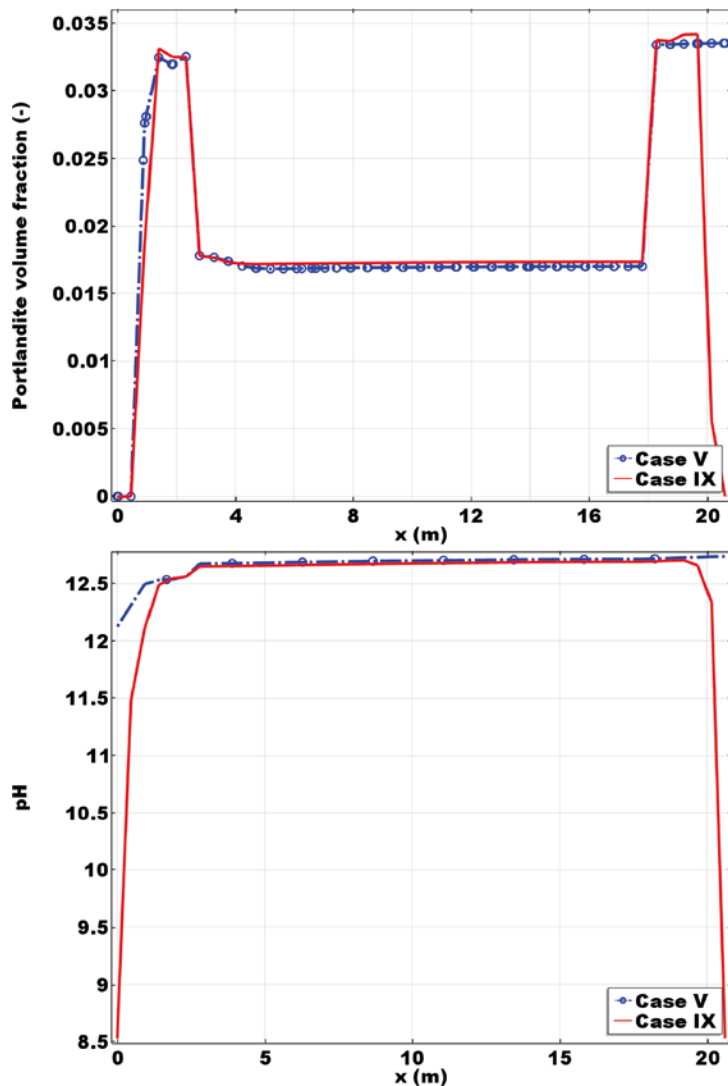 0.035
0.03
0.025
0.02
0.015
0.01
0.005
0
Portlandite volume fraction (-)
Case V
Case IX
0 4 8 12 16 20
x (m)
12.5
12
11.5
11
10.5
10
9.5
9
8.5
pH
Case V
Case IX
0 5 10 15 20
x (m)